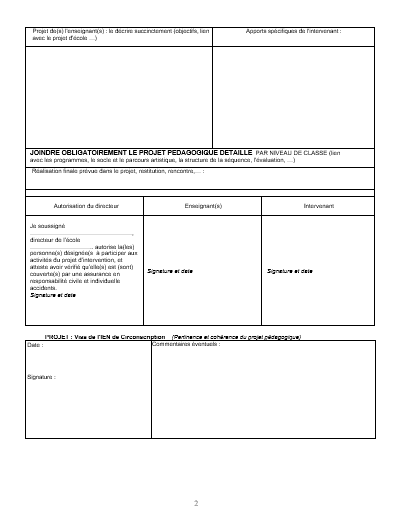 Projet de(s) l'enseignant(s) : le décrire succinctement (objectifs, lien
avec le projet d'école …)
Apports spécifiques de l'intervenant :
JOINDRE OBLIGATOIREMENT LE PROJET PEDAGOGIQUE DETAILLE PAR NIVEAU DE CLASSE (lien
avec les programmes, le socle et le parcours artistique, la structure de la séquence, l'évaluation, …)
Réalisation finale prévue dans le projet, restitution, rencontre,… :
Autorisation du directeur
Enseignant(s)
Intervenant
Je soussigné
......................................................,
directeur de l'école
................................ autorise la(les)
personne(s) désignée(s à participer aux
activités du projet d'intervention, et
atteste avoir vérifié qu'elle(s) est (sont)
couverte(s) par une assurance en
responsabilité civile et individuelle
accidents.
Signature et date
Signature et date
Signature et date
PROJET : Visa de l'IEN de Circonscription (Pertinence et cohérence du projet pédagogique)
Date :
Commentaires éventuels :
Signature :
2